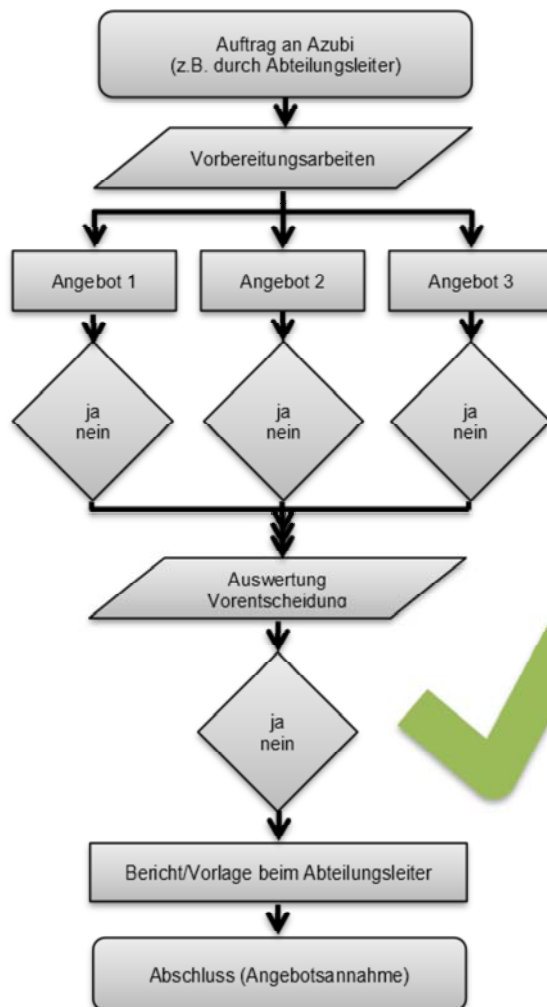 Auftrag an Azubi
(z.B. durch Abteilungsleiter)
Vorbereitungsarbeiten
Angebot 1
Angebot 2
Angebot 3
ja
nein
ja
nein
ja
nein
Auswertung
Vorentscheidung
ja
nein
Bericht/Vorlage beim Abteilungsleiter
Abschluss (Angebotsannahme)